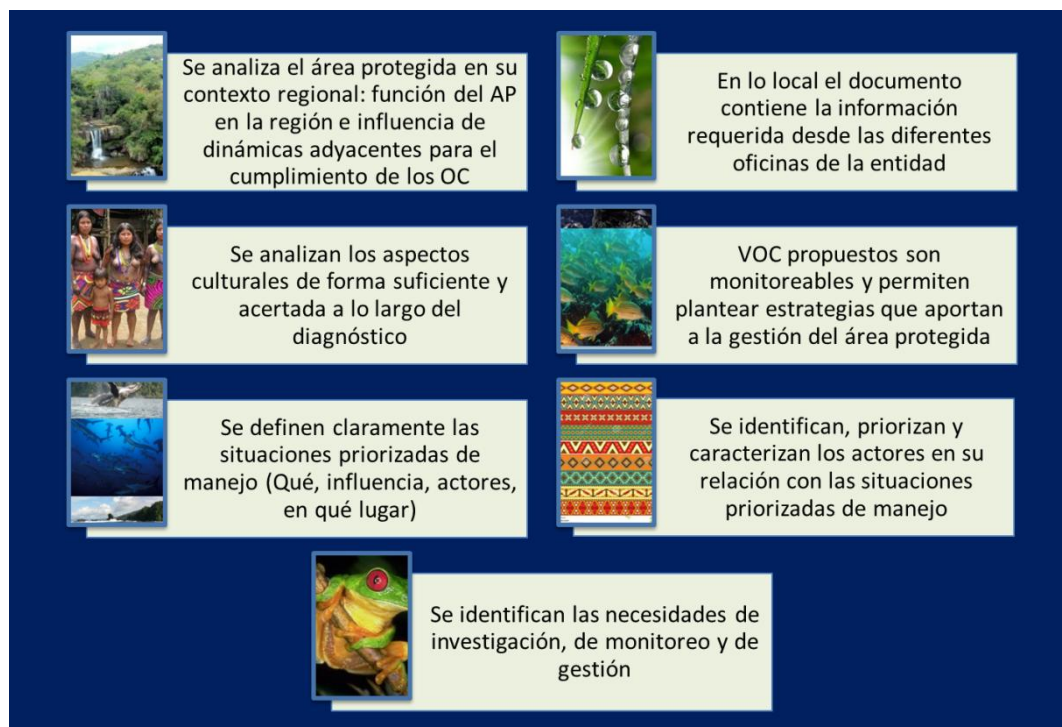 Se analiza el área protegida en su
contexto regional: función del AP
en la región e influencia de
dinámicas adyacentes para el
cumplimiento de los OC
En lo local el documento
contiene la información
requerida desde las diferentes
oficinas de la entidad
Se analizan los aspectos
culturales de forma suficiente y
acertada a lo largo del
diagnóstico
VOC propuestos son
monitoreables y permiten
plantear estrategias que aportan
a la gestión del área protegida
Se definen claramente las
situaciones priorizadas de
manejo (Qué, influencia, actores,
en qué lugar)
Se identifican, priorizan y
caracterizan los actores en su
relación con las situaciones
priorizadas de manejo
Se identifican las necesidades de
investigación, de monitoreo y de
gestión